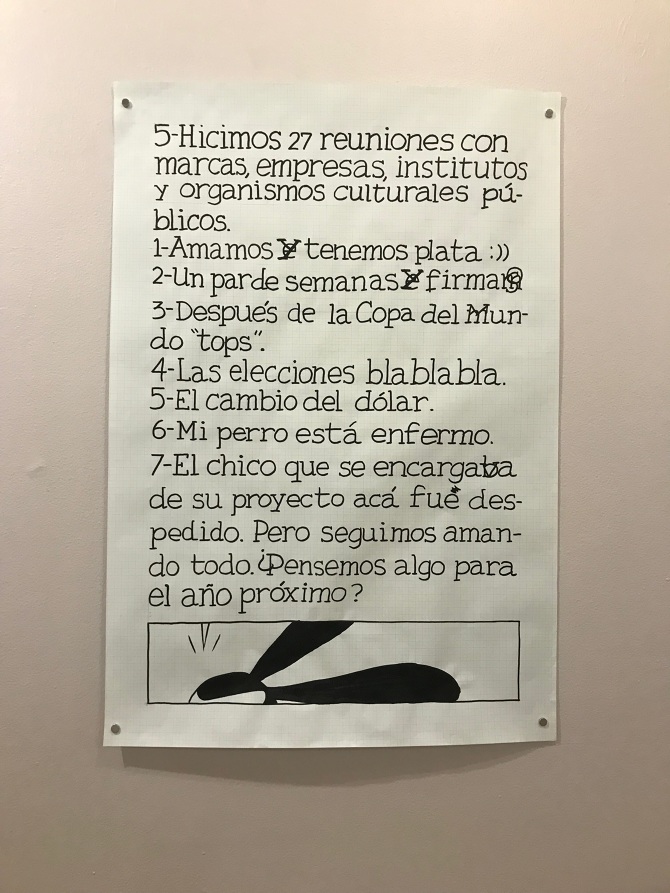 5-Hicimos 27 reuniones con
marcas, empresas, institutos
y organismos culturales pú-
blicos.
1-Amamos y tenemos plata :))
2-Un par de semanas y firmam@
3-Después de la Copa del Mun-
do "tops".
4-Las elecciones blablabla.
5-El cambio del dólar.
6-Mi perro está enfermo.
7-El chico que se encargaba
de su proyecto acá fue des-
pedido. Pero seguimos aman-
do todo. ¿Pensemos algo para
el año próximo?